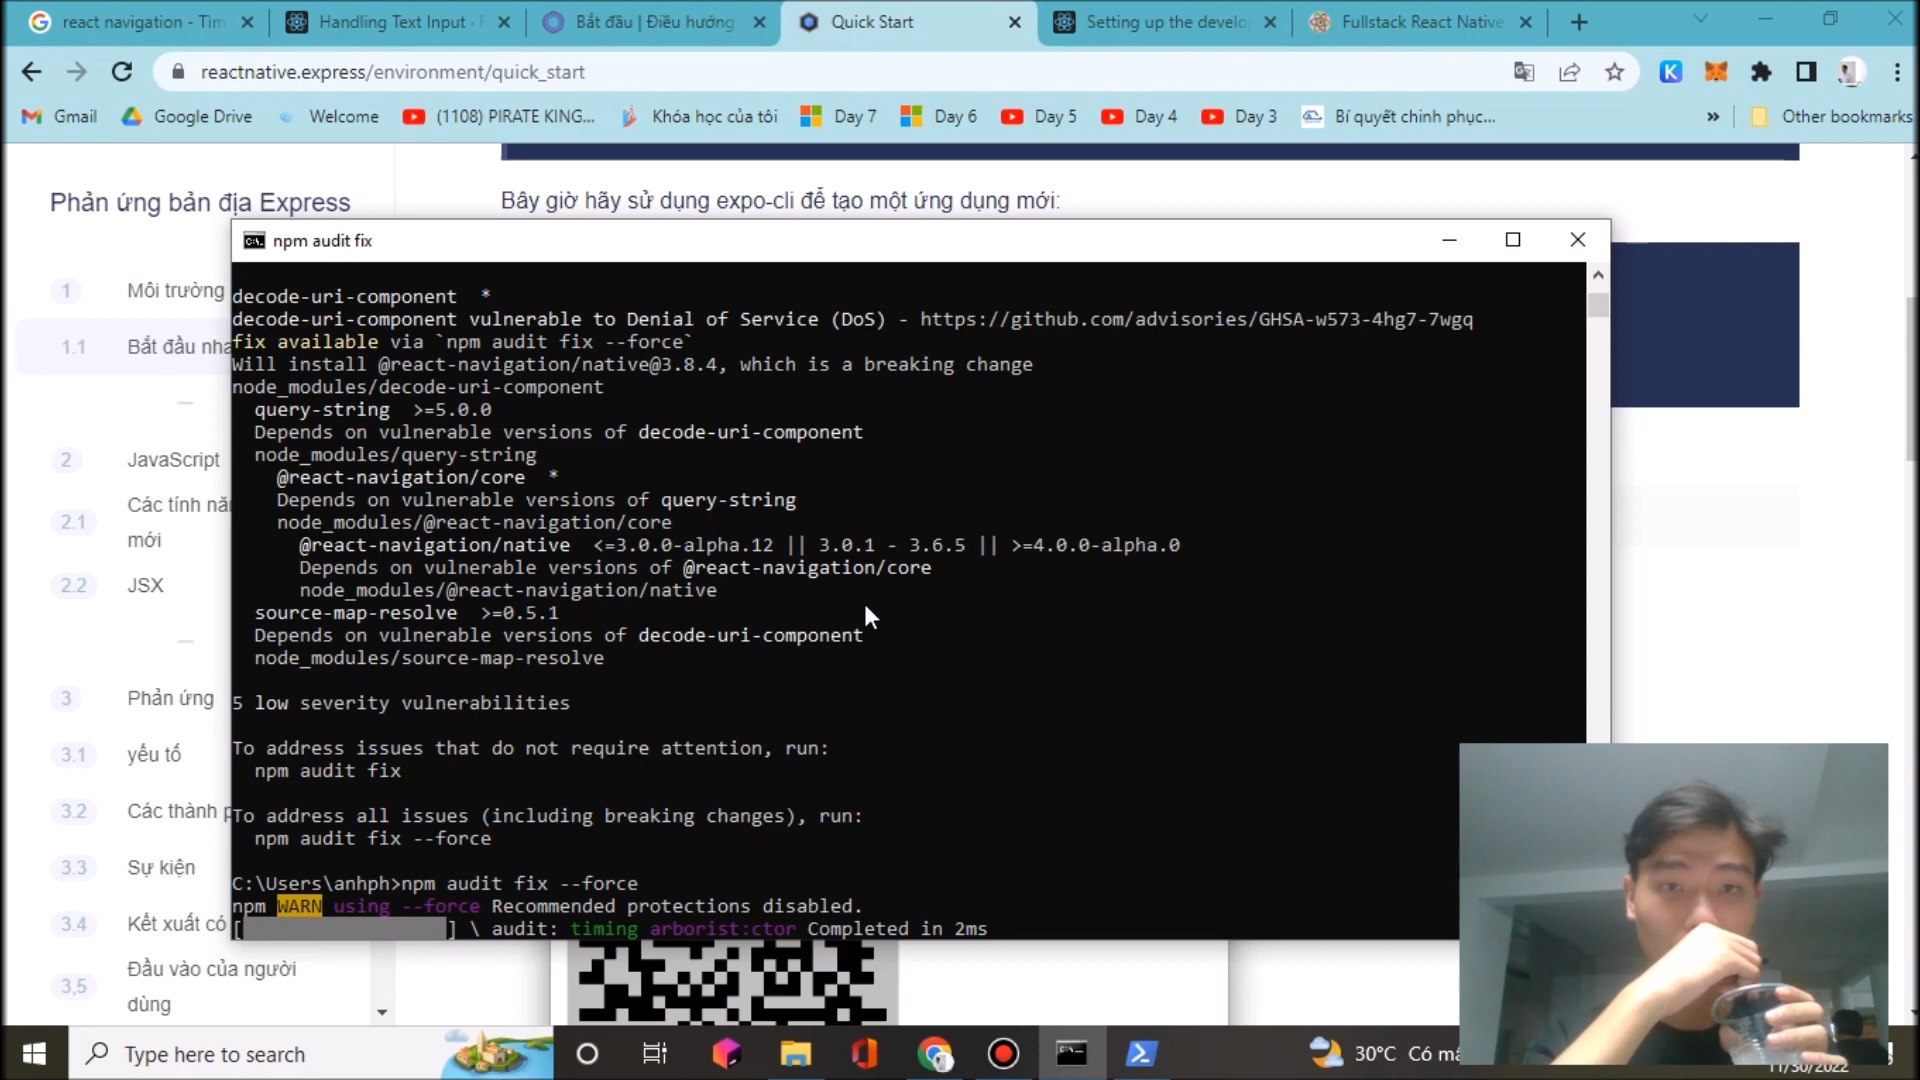 react navigation - Tim
Handling Text Input · R
Bắt đầu | Điều hướng
Quick Start
Setting up the develo
Fullstack React Native
reactnative.express/environment/quick_start
Gmail
Google Drive
Welcome
(1108) PIRATE KING...
Khóa học của tôi
Day 7
Day 6
Day 5
Day 4
Day 3
Bí quyết chinh phục...
»
Other bookmarks
Phản ứng bản địa Express
1 Môi trường
1.1 Bắt đầu nha
2 JavaScript
2.1 Các tính năn
mới
2.2 JSX
3 Phản ứng
3.1 yếu tố
3.2 Các thành p
3.3 Sự kiện
3.4 Kết xuất có
3,5 Đầu vào của người
dùng
Bây giờ hãy sử dụng expo-cli để tạo một ứng dụng mới:
C:\. npm audit fix
decode-uri-component  *
decode-uri-component vulnerable to Denial of Service (DoS) - https://github.com/advisories/GHSA-w573-4hg7-7wgq
fix available via `npm audit fix --force`
Will install @react-navigation/native@3.8.4, which is a breaking change
node_modules/decode-uri-component
  query-string  >=5.0.0
  Depends on vulnerable versions of decode-uri-component
  node_modules/query-string
    @react-navigation/core  *
    Depends on vulnerable versions of query-string
    node_modules/@react-navigation/core
      @react-navigation/native  <=3.0.0-alpha.12 || 3.0.1 - 3.6.5 || >=4.0.0-alpha.0
      Depends on vulnerable versions of @react-navigation/core
      node_modules/@react-navigation/native
  source-map-resolve  >=0.5.1
  Depends on vulnerable versions of decode-uri-component
  node_modules/source-map-resolve
5 low severity vulnerabilities
To address issues that do not require attention, run:
  npm audit fix
To address all issues (including breaking changes), run:
  npm audit fix --force
C:\Users\anhph>npm audit fix --force
npm WARN using --force Recommended protections disabled.
[ ] \ audit: timing arborist:ctor Completed in 2ms
Type here to search
30°C Có mâ
11/30/2022